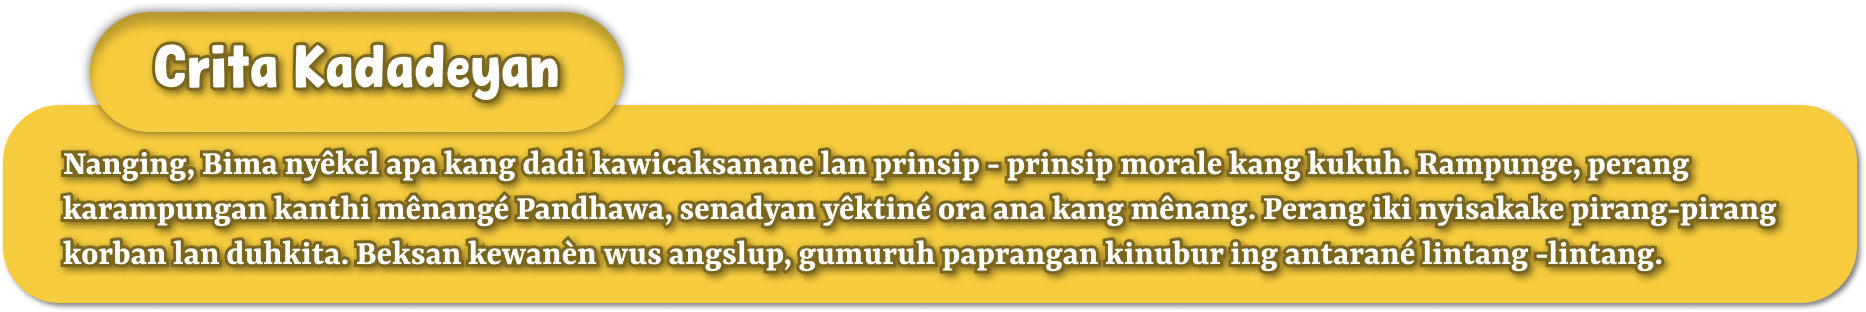 Crita Kadadeyan
Nanging, Bima nyêkel apa kang dadi kawicaksanane lan prinsip - prinsip morale kang kukuh. Rampunge, perang
karampungan kanthi mênangé Pandhawa, senadyan yêktiné ora ana kang mênang. Perang iki nyisakake pirang-pirang
korban lan duhkita. Beksan kewanèn wus angslup, gumuruh paprangan kinubur ing antarané lintang -lintang.